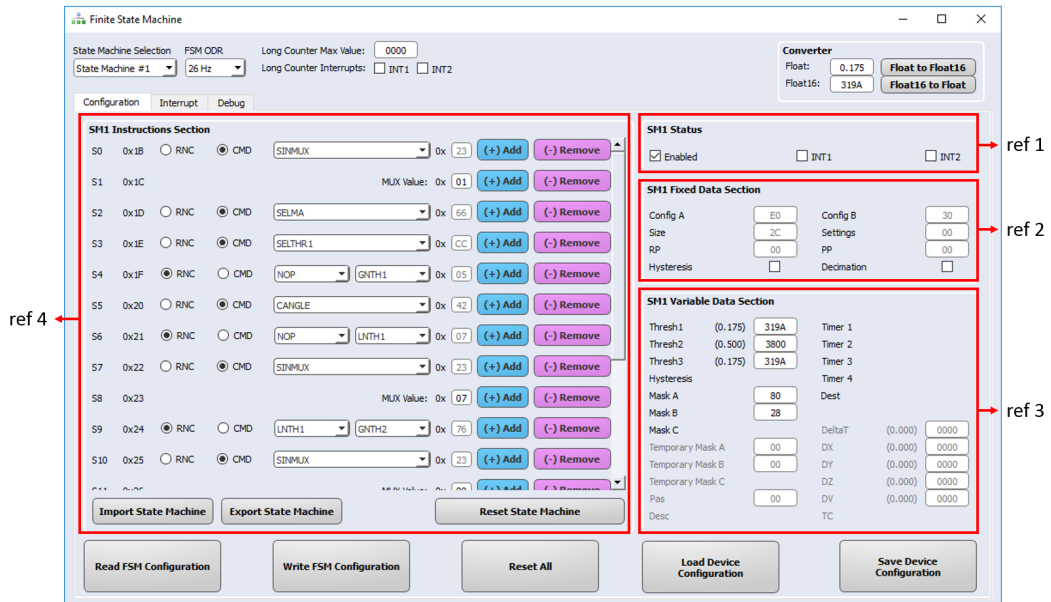 Finite State Machine
State Machine Selection FSM ODR Long Counter Max Value: 0000 Converter
State Machine #1 26 Hz Long Counter Interrupts: INT1 INT2 Float: 0.175 Float to Float16
Float16: 319A Float16 to Float
Configuration Interrupt Debug
SM1 Instructions Section
S0 0x1B RNC CMD SINMUX 0x 23 (+) Add (-) Remove
S1 0x1C MUX Value: 0x 01 (+) Add (-) Remove
S2 0x1D RNC CMD SELMA 0x 66 (+) Add (-) Remove
S3 0x1E RNC CMD SELTHR1 0x CC (+) Add (-) Remove
S4 0x1F RNC CMD NOP GNTH1 0x 05 (+) Add (-) Remove
S5 0x20 RNC CMD CANGLE 0x 42 (+) Add (-) Remove
S6 0x21 RNC CMD NOP LNTH1 0x 07 (+) Add (-) Remove
S7 0x22 RNC CMD SINMUX 0x 23 (+) Add (-) Remove
S8 0x23 MUX Value: 0x 07 (+) Add (-) Remove
S9 0x24 RNC CMD LNTH1 GNTH2 0x 76 (+) Add (-) Remove
S10 0x25 RNC CMD SINMUX 0x 23 (+) Add (-) Remove
Import State Machine Export State Machine Reset State Machine
ref 4
SM1 Status
Enabled INT1 INT2
ref 1
SM1 Fixed Data Section
Config A E0 Config B 30
Size 2C Settings 00
RP 00 PP 00
Hysteresis Decimation
ref 2
SM1 Variable Data Section
Thresh1 (0.175) 319A Timer 1
Thresh2 (0.500) 3800 Timer 2
Thresh3 (0.175) 319A Timer 3
Hysteresis Timer 4
Mask A 80 Dest
Mask B 28
Mask C DeltaT (0.000) 0000
Temporary Mask A 00 DX (0.000) 0000
Temporary Mask B 00 DY (0.000) 0000
Temporary Mask C DZ (0.000) 0000
Pas 00 DV (0.000) 0000
Desc TC
ref 3
Read FSM Configuration Write FSM Configuration Reset All Load Device Configuration Save Device Configuration